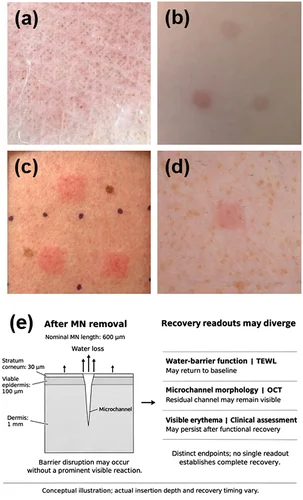 (a)
(b)
(c)
(d)
(e)
After MN removal
Nominal MN length: 600 µm
Water loss
Stratum
corneum: 30 µm
Viable
epidermis:
100 µm
Microchannel
Dermis:
1 mm
Barrier disruption may occur
without a prominent visible reaction.
Recovery readouts may diverge
Water-barrier function | TEWL
May return to baseline
Microchannel morphology | OCT
Residual channel may remain visible
Visible erythema | Clinical assessment
May persist after functional recovery
Distinct endpoints; no single readout
establishes complete recovery.
Conceptual illustration; actual insertion depth and recovery timing vary.